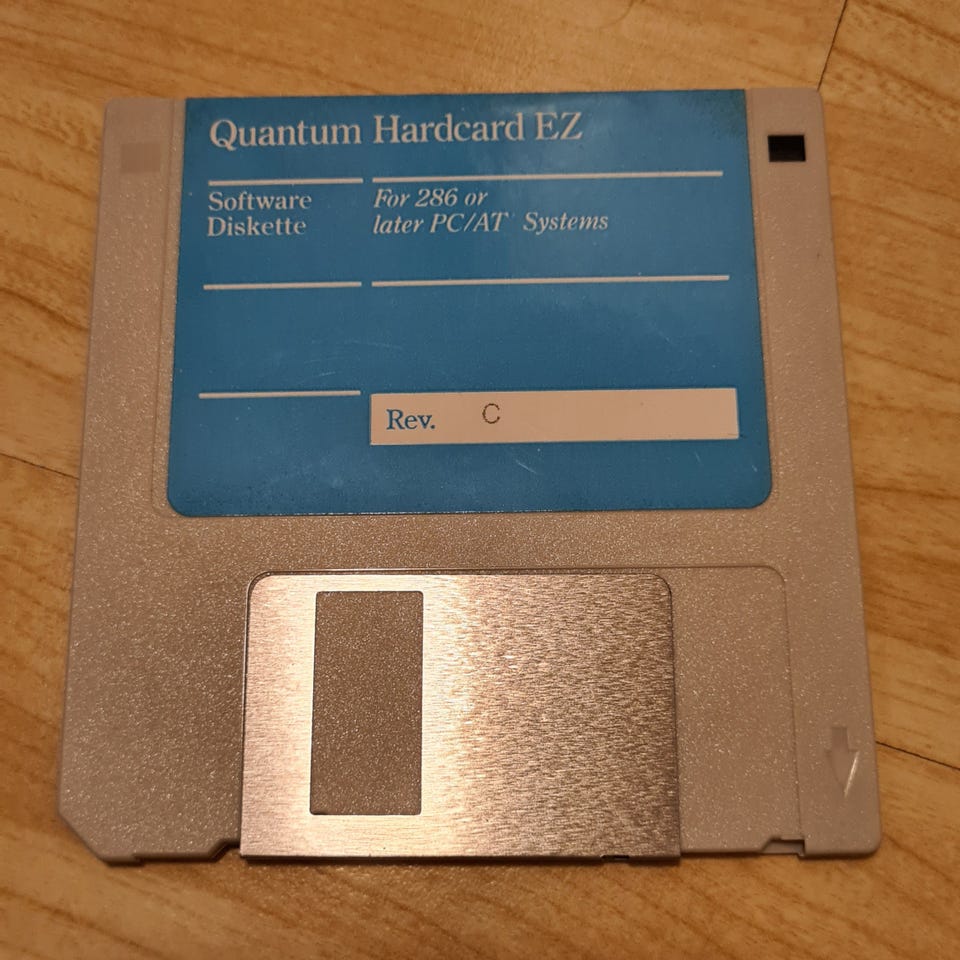 Quantum Hardcard EZ
Software
Diskette
For 286 or
later PC/AT Systems
Rev. C